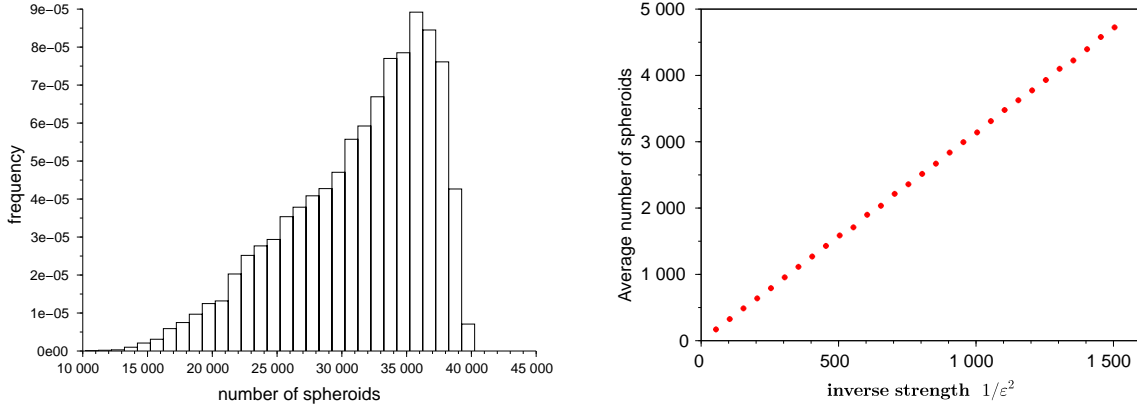 9e−05
8e−05
7e−05
6e−05
5e−05
4e−05
3e−05
2e−05
1e−05
0e00
frequency
10 000 15 000 20 000 25 000 30 000 35 000 40 000 45 000
number of spheroids
5 000
4 000
3 000
2 000
1 000
0
Average number of spheroids
0 500 1 000 1 500
inverse strength 1/ε²